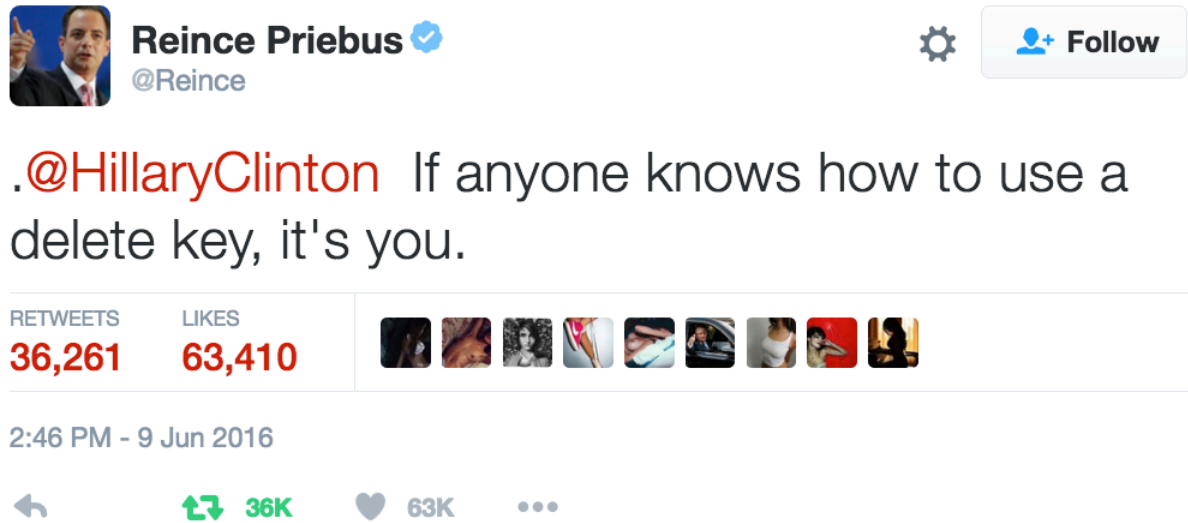 Reince Priebus
@Reince
Follow
.@HillaryClinton If anyone knows how to use a
delete key, it's you.
RETWEETS LIKES
36,261 63,410
2:46 PM - 9 Jun 2016
36K 63K